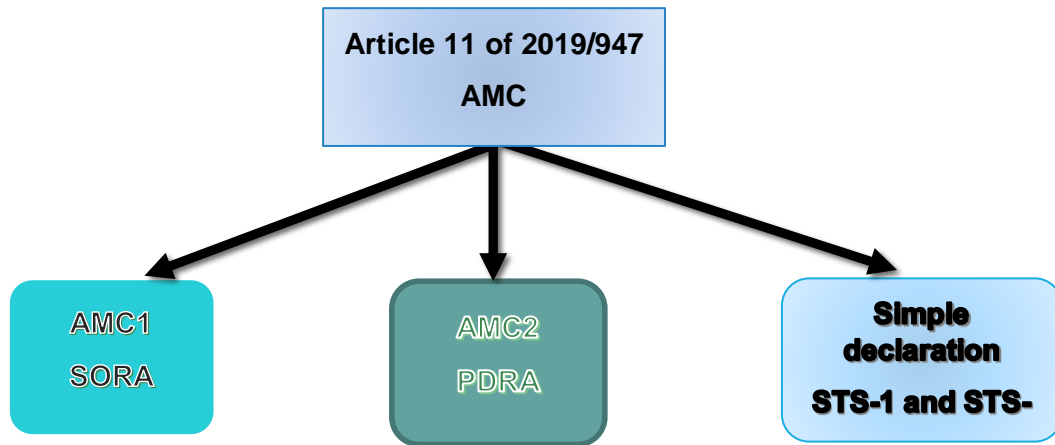 Article 11 of 2019/947
AMC
AMC1
SORA
AMC2
PDRA
Simple
declaration
STS-1 and STS-